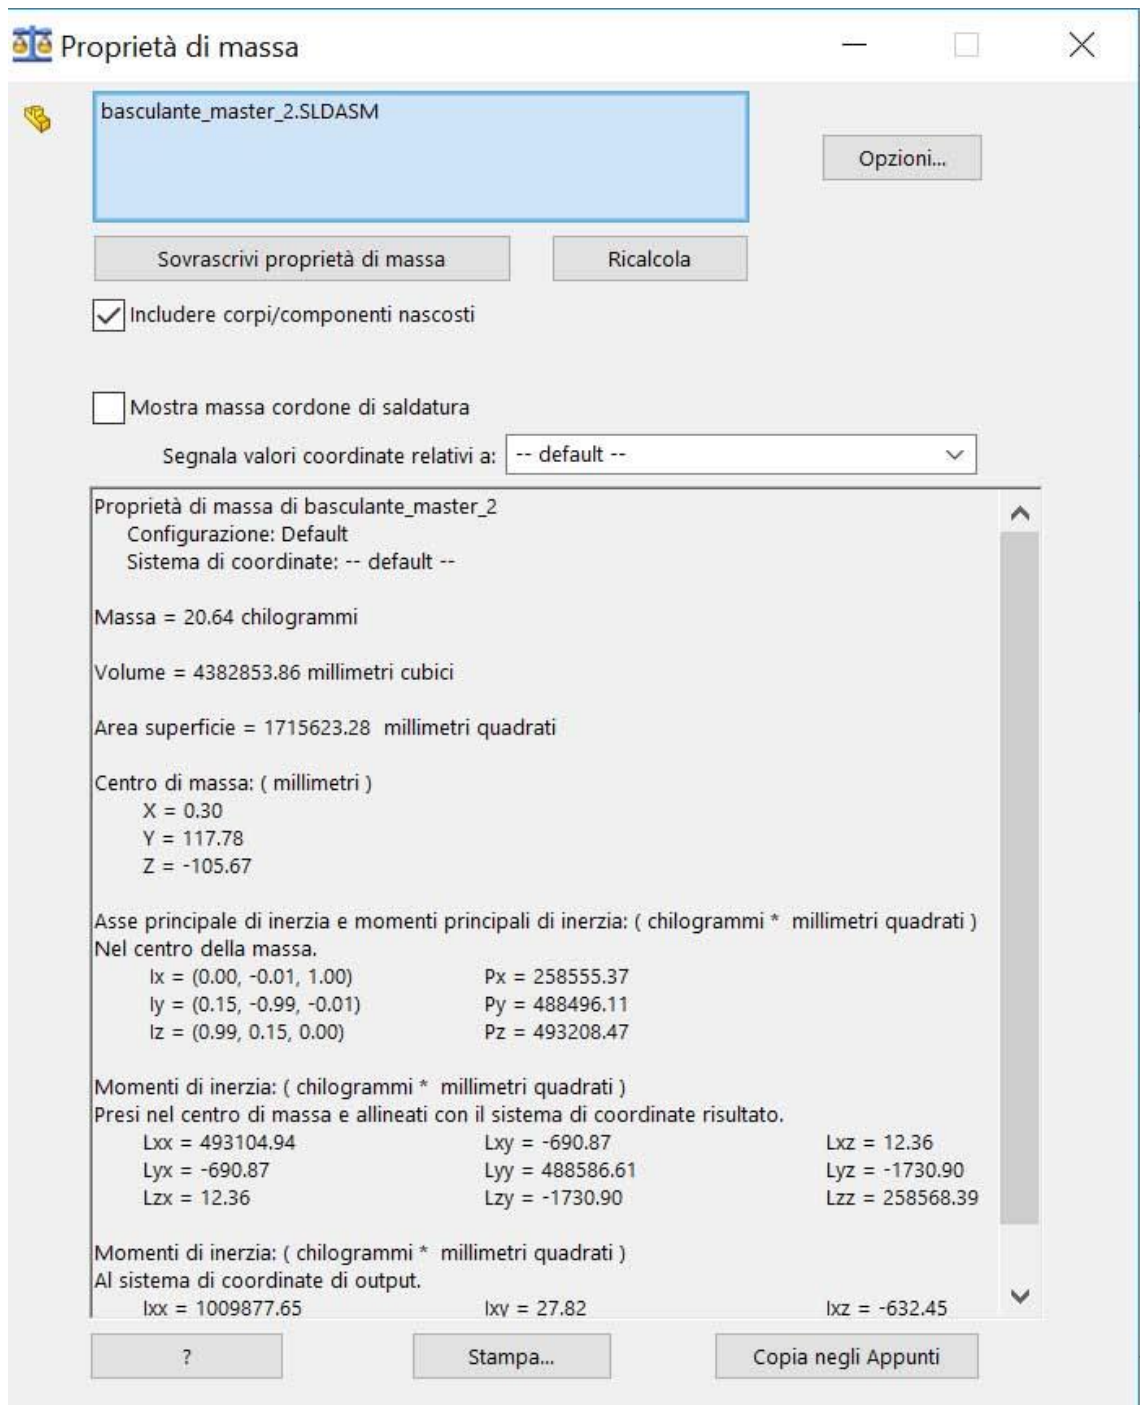 Proprietà di massa
basculante_master_2.SLDASM
Opzioni...
Sovrascrivi proprietà di massa Ricalcola
Includere corpi/componenti nascosti
Mostra massa cordone di saldatura
Segnala valori coordinate relativi a: -- default --
Proprietà di massa di basculante_master_2
Configurazione: Default
Sistema di coordinate: -- default --
Massa = 20.64 chilogrammi
Volume = 4382853.86 millimetri cubici
Area superficie = 1715623.28 millimetri quadrati
Centro di massa: ( millimetri )
X = 0.30
Y = 117.78
Z = -105.67
Asse principale di inerzia e momenti principali di inerzia: ( chilogrammi * millimetri quadrati )
Nel centro della massa.
Ix = (0.00, -0.01, 1.00) Px = 258555.37
Iy = (0.15, -0.99, -0.01) Py = 488496.11
Iz = (0.99, 0.15, 0.00) Pz = 493208.47
Momenti di inerzia: ( chilogrammi * millimetri quadrati )
Presi nel centro di massa e allineati con il sistema di coordinate risultato.
Lxx = 493104.94 Lxy = -690.87 Lxz = 12.36
Lyx = -690.87 Lyy = 488586.61 Lyz = -1730.90
Lzx = 12.36 Lzy = -1730.90 Lzz = 258568.39
Momenti di inerzia: ( chilogrammi * millimetri quadrati )
Al sistema di coordinate di output.
Ixx = 1009877.65 Ixy = 27.82 Ixz = -632.45
? Stampa... Copia negli Appunti